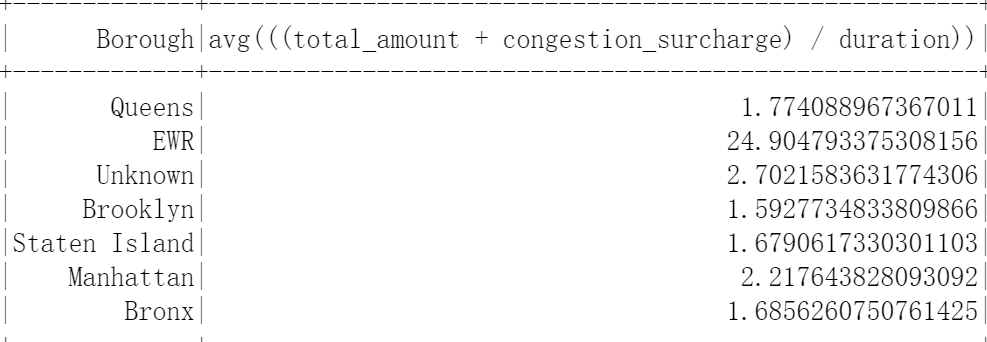 +-------------+-------------------------------------------------------+
|      Borough|avg(((total_amount + congestion_surcharge) / duration))|
+-------------+-------------------------------------------------------+
|       Queens|                                      1.774088967367011|
|          EWR|                                     24.904793375308156|
|      Unknown|                                     2.7021583631774306|
|     Brooklyn|                                     1.5927734833809866|
|Staten Island|                                     1.6790617330301103|
|    Manhattan|                                      2.217643828093092|
|        Bronx|                                     1.6856260750761425|